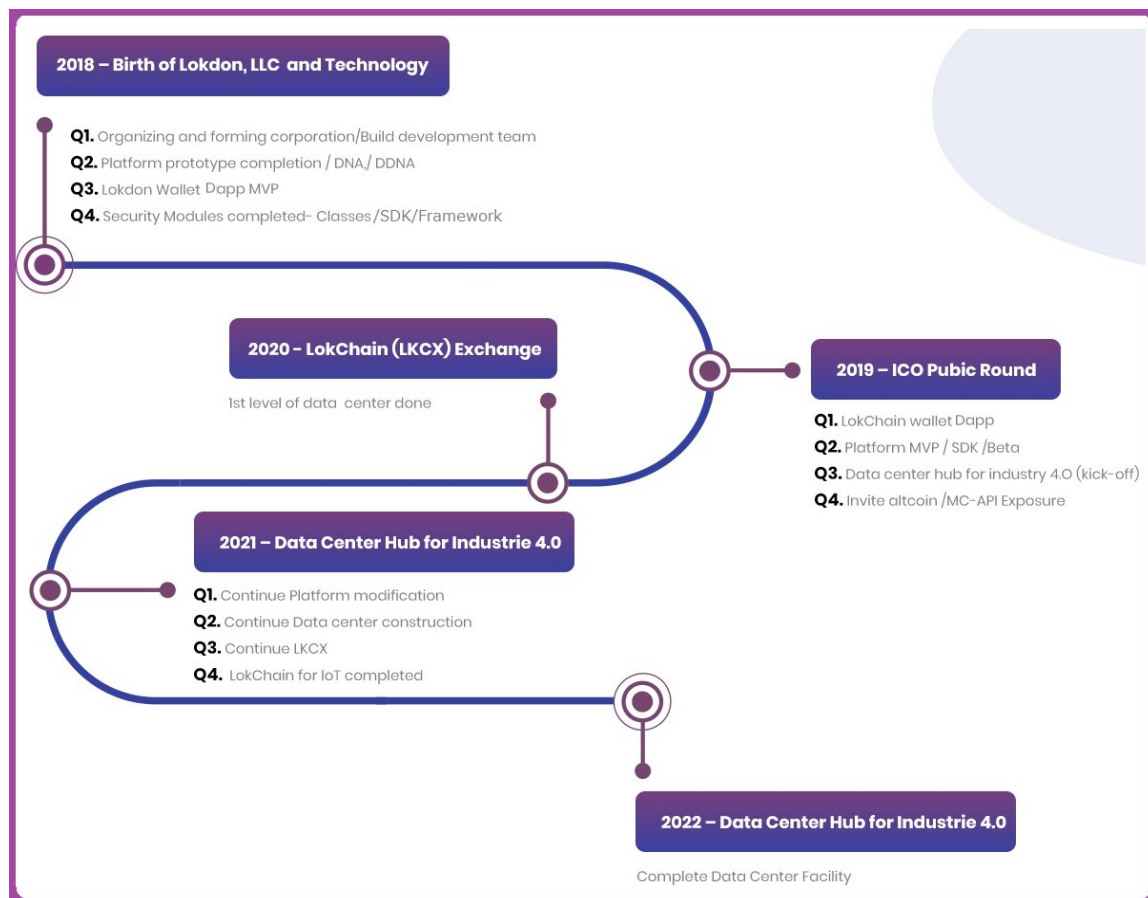 2018 – Birth of Lokdon, LLC and Technology
Q1. Organizing and forming corporation/Build development team
Q2. Platform prototype completion / DNA,/ DDNA
Q3. Lokdon Wallet Dapp MVP
Q4. Security Modules completed- Classes /SDK/Framework
2019 – ICO Pubic Round
Q1. LokChain wallet Dapp
Q2. Platform MVP / SDK /Beta
Q3. Data center hub for industry 4.0 (kick-off)
Q4. Invite altcoin /MC-API Exposure
2020 - LokChain (LKCX) Exchange
1st level of data center done
2021 – Data Center Hub for Industrie 4.0
Q1. Continue Platform modification
Q2. Continue Data center construction
Q3. Continue LKCX
Q4. LokChain for IoT completed
2022 – Data Center Hub for Industrie 4.0
Complete Data Center Facility